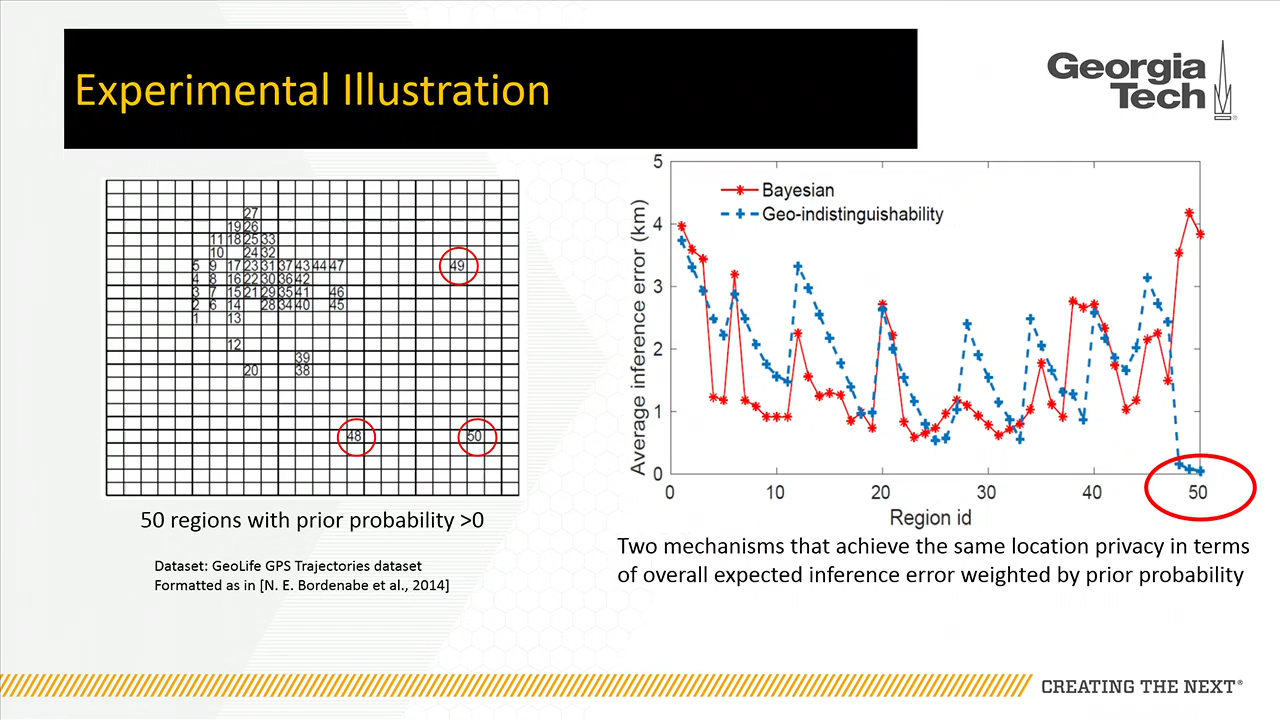 Experimental Illustration
Georgia
Tech
27
19 26
11 18 25 33
10 24 32
5 9 17 23 31 37 43 44 47 49
4 8 16 22 30 36 42
3 7 15 21 29 35 41 46
2 6 14 28 34 40 45
1 13
12
39
20 38
48 50
50 regions with prior probability >0
Dataset: GeoLife GPS Trajectories dataset
Formatted as in [N. E. Bordenabe et al., 2014]
Average inference error (km)
5
4
3
2
1
0
Bayesian
Geo-indistinguishability
0 10 20 30 40 50
Region id
Two mechanisms that achieve the same location privacy in terms
of overall expected inference error weighted by prior probability
CREATING THE NEXT®